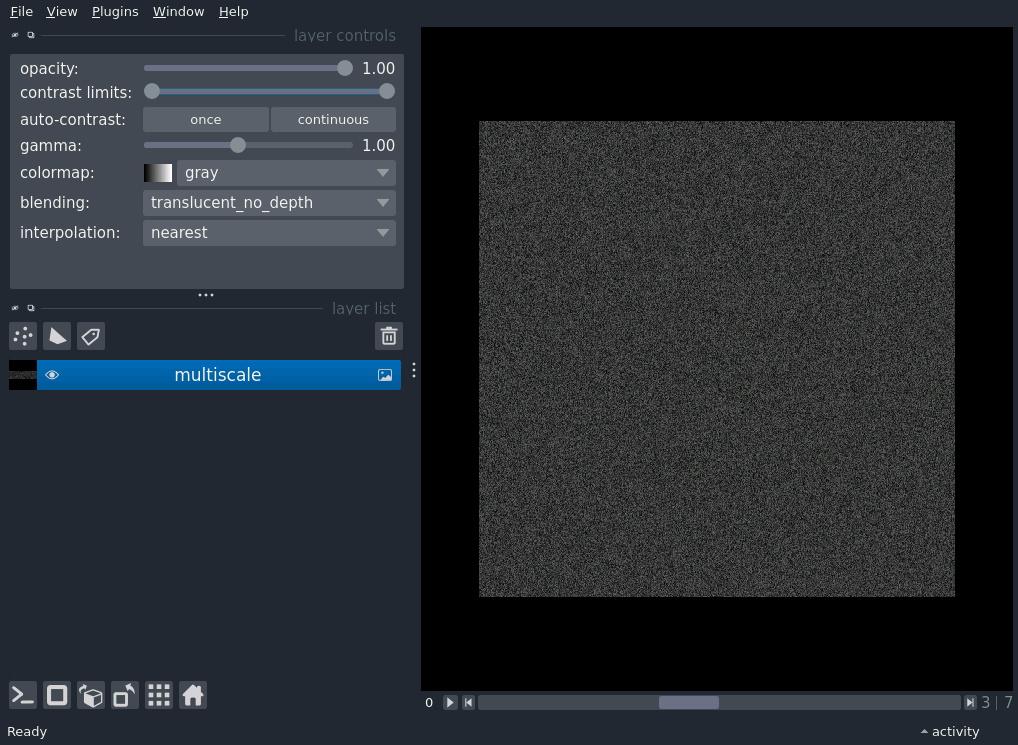 File View Plugins Window Help
layer controls
opacity: 1.00
contrast limits:
auto-contrast: once continuous
gamma: 1.00
colormap: gray
blending: translucent_no_depth
interpolation: nearest
layer list
multiscale
0 3 | 7
Ready activity